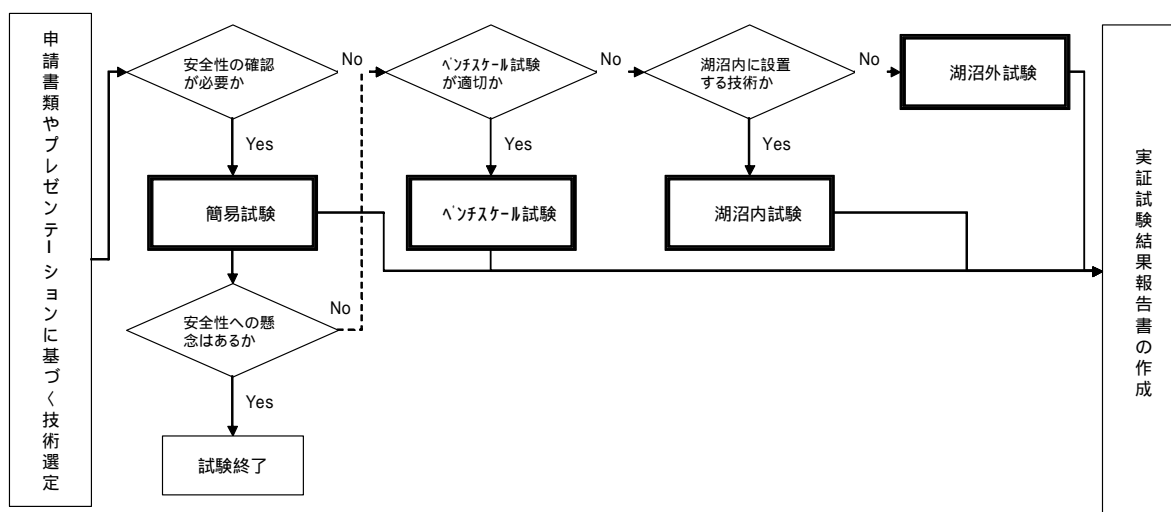 申請書類やプレゼンテーションに基づく技術選定
安全性の確認
が必要か
No
ﾍﾞﾝﾁｽｹｰﾙ試験
が適切か
No
湖沼内に設置
する技術か
No
湖沼外試験
Yes
Yes
Yes
簡易試験
ﾍﾞﾝﾁｽｹｰﾙ試験
湖沼内試験
安全性への懸
念はあるか
No
Yes
試験終了
実証試験結果報告書の作成